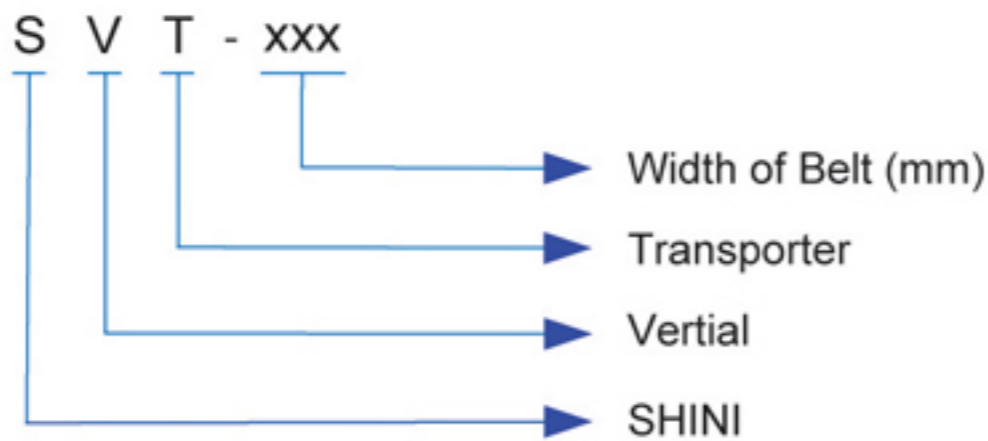 S V T - xxx
Width of Belt (mm)
Transporter
Vertial
SHINI